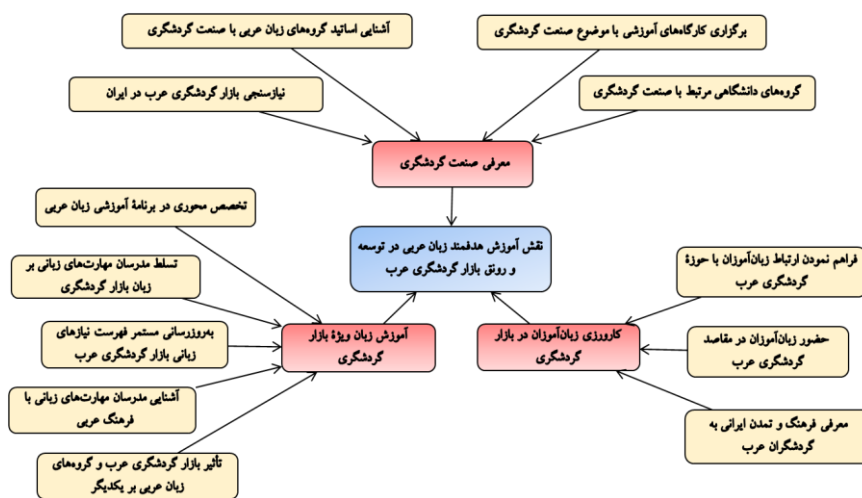 آشنایی اساتید گروه‌های زبان عربی با صنعت گردشگری
برگزاری کارگاه‌های آموزشی با موضوع صنعت گردشگری
نیازسنجی بازار گردشگری عرب در ایران
گروه‌های دانشگاهی مرتبط با صنعت گردشگری
معرفی صنعت گردشگری
نقش آموزش هدفمند زبان عربی در توسعه
و رونق بازار گردشگری عرب
تخصص محوری در برنامۀ آموزشی زبان عربی
تسلط مدرسان مهارت‌های زبانی بر
زبان بازار گردشگری
به‌روزرسانی مستمر فهرست نیازهای
زبانی بازار گردشگری عرب
آشنایی مدرسان مهارت‌های زبانی با
فرهنگ عربی
تأثیر بازار گردشگری عرب و گروه‌های
زبان عربی بر یکدیگر
آموزش زبان ویژۀ بازار
گردشگری
کارورزی زبان‌آموزان در بازار
گردشگری
فراهم نمودن ارتباط زبان‌آموزان با حوزۀ
گردشگری عرب
حضور زبان‌آموزان در مقاصد
گردشگری عرب
معرفی فرهنگ و تمدن ایرانی به
گردشگران عرب